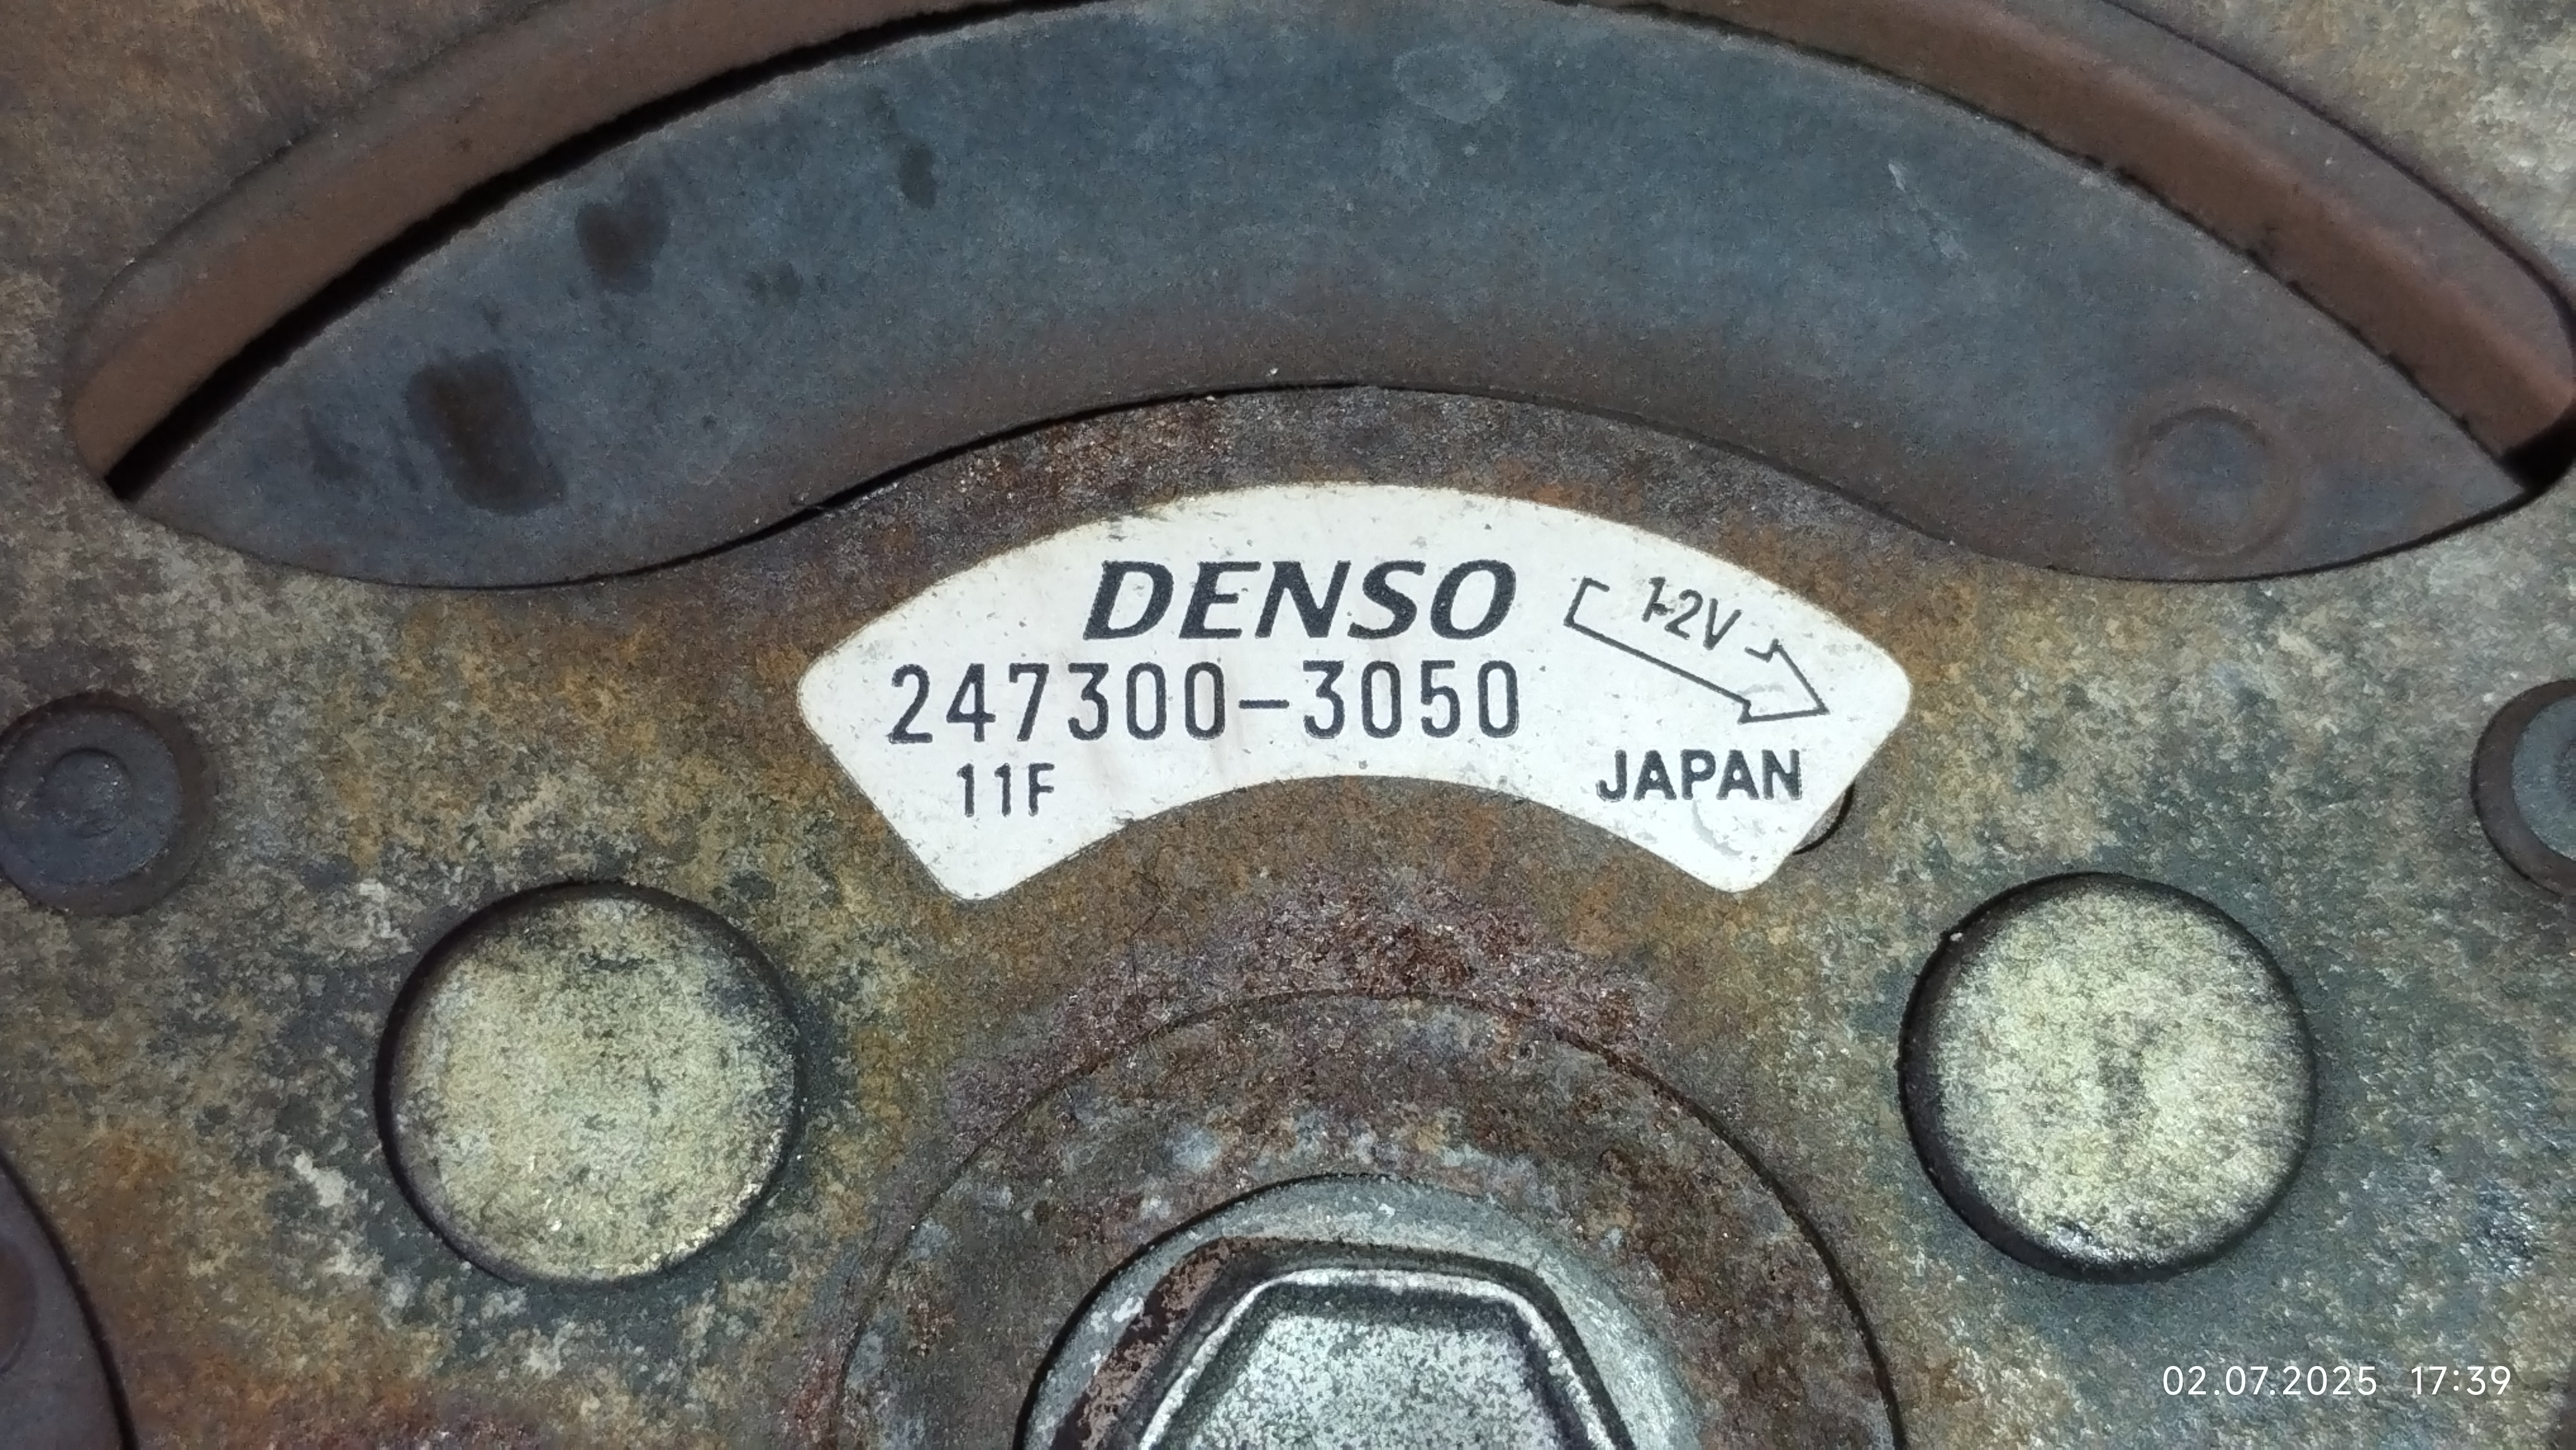 DENSO
12V
247300-3050
11F
JAPAN
02.07.2025 17:39